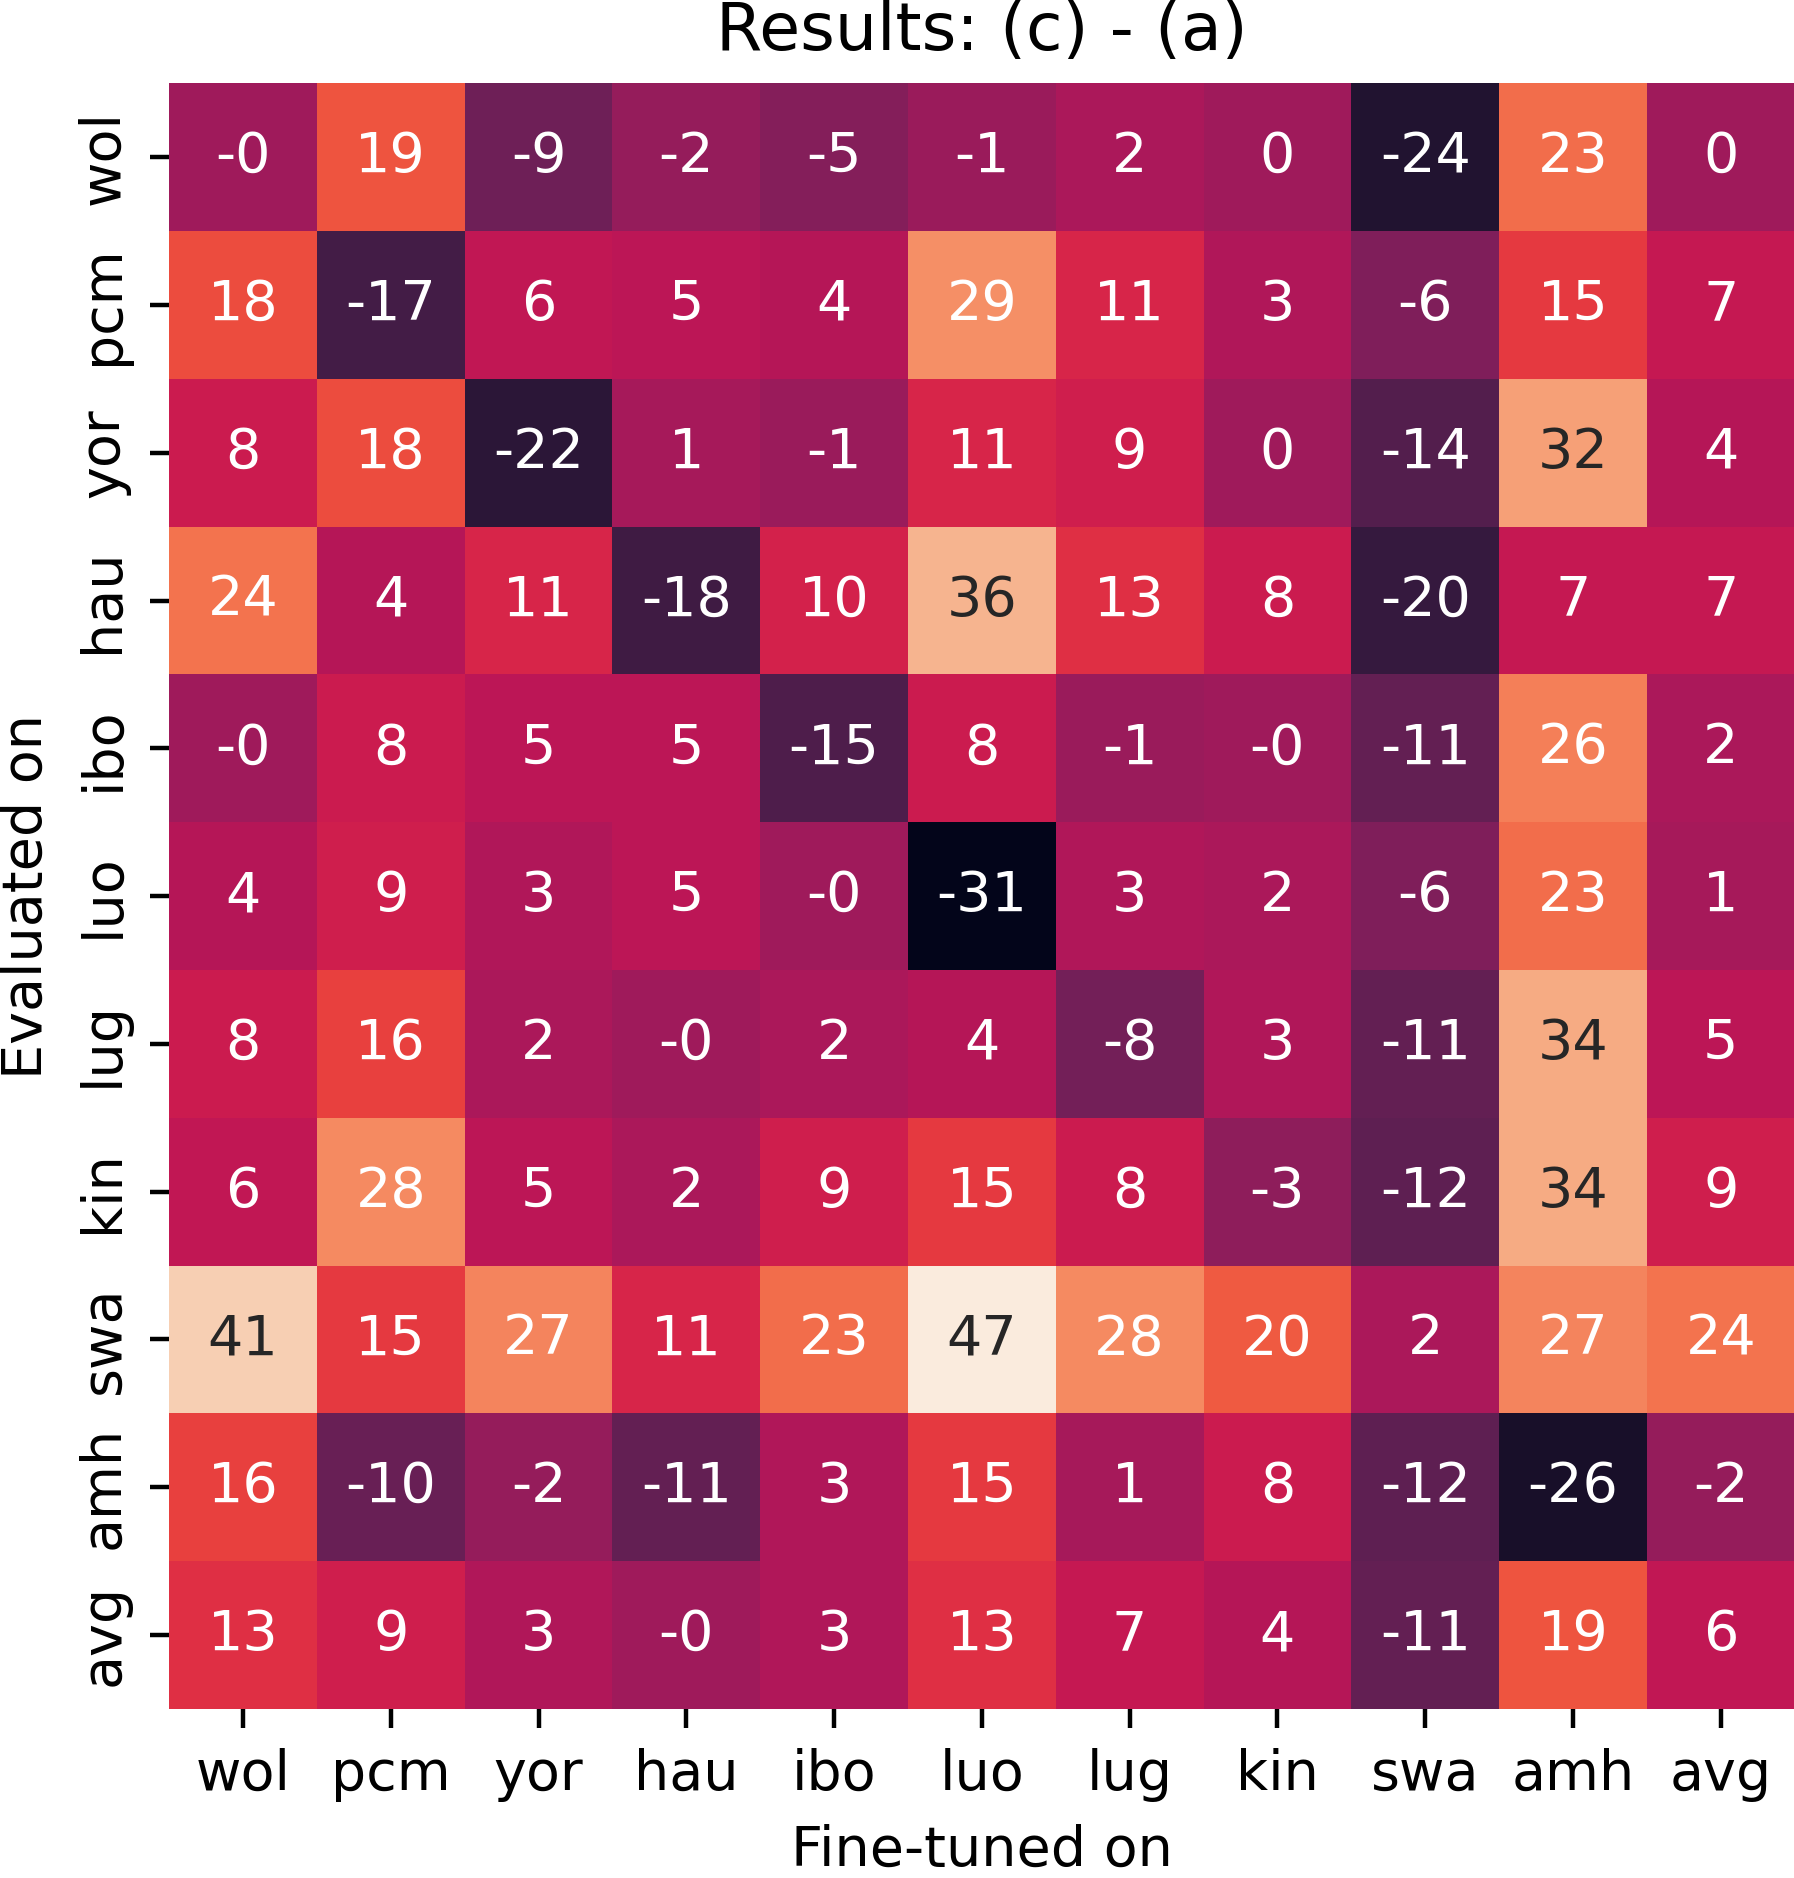 Results: (c) - (a)
Evaluated on
wol -0 19 -9 -2 -5 -1 2 0 -24 23 0
pcm 18 -17 6 5 4 29 11 3 -6 15 7
yor 8 18 -22 1 -1 11 9 0 -14 32 4
hau 24 4 11 -18 10 36 13 8 -20 7 7
ibo -0 8 5 5 -15 8 -1 -0 -11 26 2
luo 4 9 3 5 -0 -31 3 2 -6 23 1
lug 8 16 2 -0 2 4 -8 3 -11 34 5
kin 6 28 5 2 9 15 8 -3 -12 34 9
swa 41 15 27 11 23 47 28 20 2 27 24
amh 16 -10 -2 -11 3 15 1 8 -12 -26 -2
avg 13 9 3 -0 3 13 7 4 -11 19 6
wol pcm yor hau ibo luo lug kin swa amh avg
Fine-tuned on